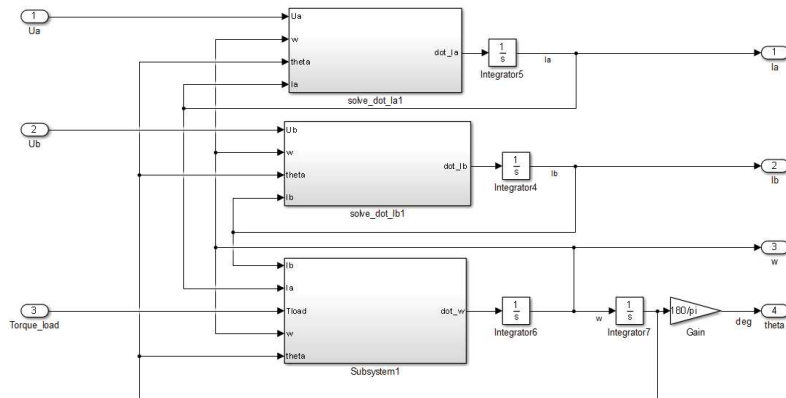 1
Ua
Ua
w
theta
Ia
dot_Ia
solve_dot_Ia1
1
s
Integrator5
Ia
1
Ia
2
Ub
Ub
w
theta
Ib
dot_Ib
solve_dot_Ib1
1
s
Integrator4
Ib
2
Ib
3
w
3
Torque_load
Ib
Ia
Tload
w
theta
dot_w
Subsystem1
1
s
Integrator6
w
1
s
Integrator7
180/pi
Gain
deg
4
theta